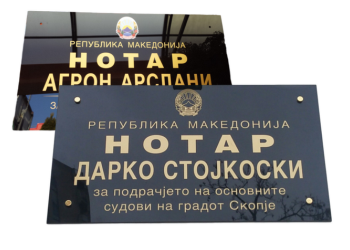 РЕПУБЛИКА МАКЕДОНИЈА
НОТАР
АГРОН АРСЛАНИ
РЕПУБЛИКА МАКЕДОНИЈА
НОТАР
ДАРКО СТОЈКОСКИ
за подрачјето на основните
судови на градот Скопје